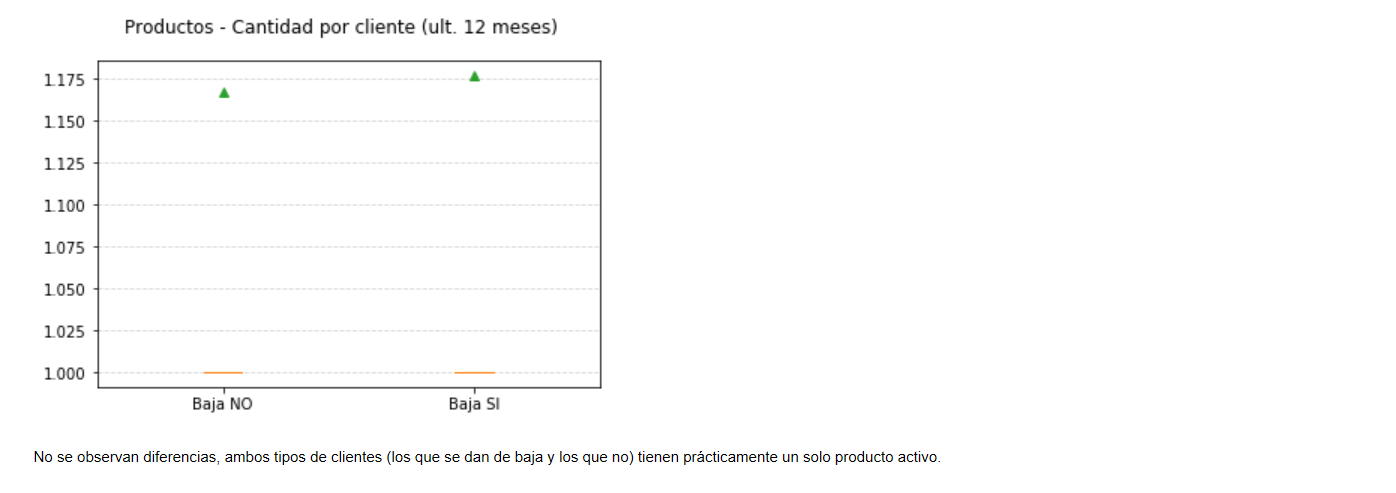 Productos - Cantidad por cliente (ult. 12 meses)
1.175
1.150
1.125
1.100
1.075
1.050
1.025
1.000
Baja NO Baja SI
No se observan diferencias, ambos tipos de clientes (los que se dan de baja y los que no) tienen prácticamente un solo producto activo.